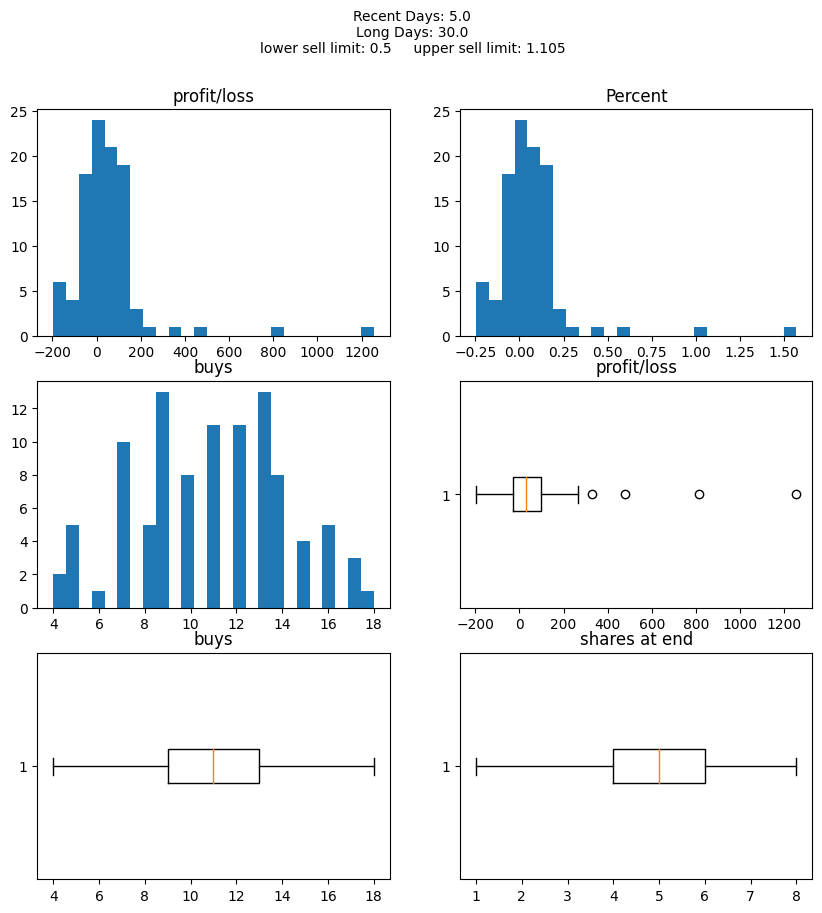 Recent Days: 5.0
Long Days: 30.0
lower sell limit: 0.5     upper sell limit: 1.105
profit/loss
25
20
15
10
5
0
−200 0 200 400 600 800 1000 1200
Percent
25
20
15
10
5
0
−0.25 0.00 0.25 0.50 0.75 1.00 1.25 1.50
buys
12
10
8
6
4
2
0
4 6 8 10 12 14 16 18
profit/loss
1
−200 0 200 400 600 800 1000 1200
buys
1
4 6 8 10 12 14 16 18
shares at end
1
1 2 3 4 5 6 7 8